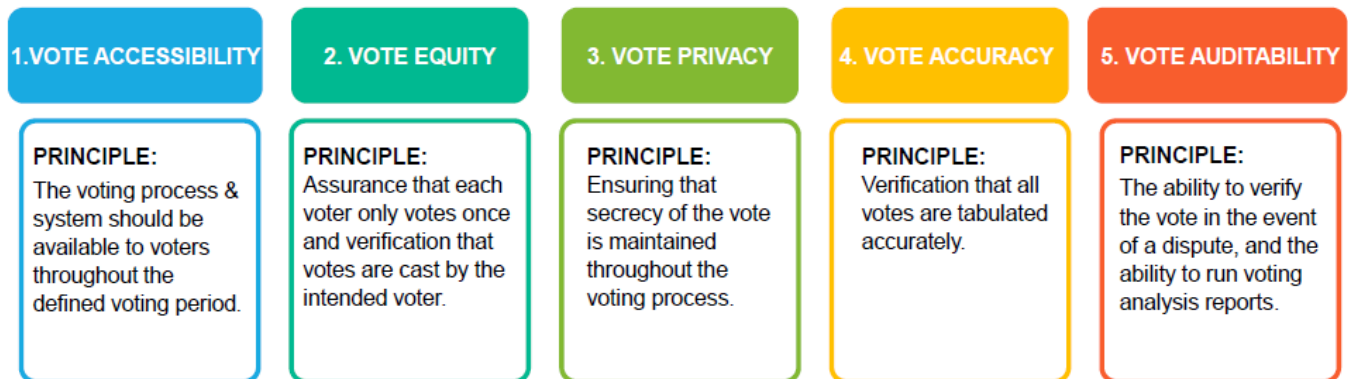 1.VOTE ACCESSIBILITY
PRINCIPLE:
The voting process &
system should be
available to voters
throughout the
defined voting period.
2. VOTE EQUITY
PRINCIPLE:
Assurance that each
voter only votes once
and verification that
votes are cast by the
intended voter.
3. VOTE PRIVACY
PRINCIPLE:
Ensuring that
secrecy of the vote
is maintained
throughout the
voting process.
4. VOTE ACCURACY
PRINCIPLE:
Verification that all
votes are tabulated
accurately.
5. VOTE AUDITABILITY
PRINCIPLE:
The ability to verify
the vote in the event
of a dispute, and the
ability to run voting
analysis reports.